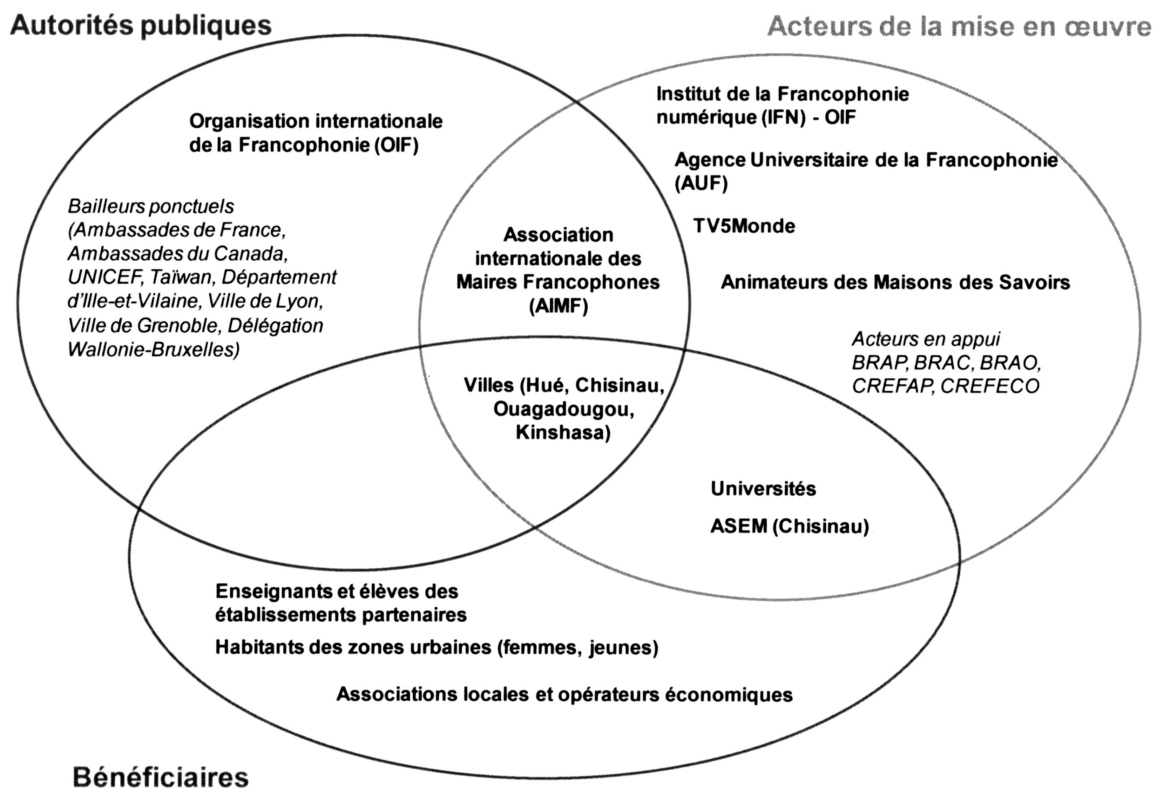 Autorités publiques
Acteurs de la mise en œuvre
Organisation internationale
de la Francophonie (OIF)
Institut de la Francophonie
numérique (IFN) - OIF
Agence Universitaire de la Francophonie
(AUF)
TV5Monde
Animateurs des Maisons des Savoirs
Acteurs en appui
BRAP, BRAC, BRAO,
CREFAP, CREFECO
Bailleurs ponctuels
(Ambassades de France,
Ambassades du Canada,
UNICEF, Taïwan, Département
d'Ille-et-Vilaine, Ville de Lyon,
Ville de Grenoble, Délégation
Wallonie-Bruxelles)
Association
internationale des
Maires Francophones
(AIMF)
Villes (Hué, Chisinau,
Ouagadougou,
Kinshasa)
Universités
ASEM (Chisinau)
Enseignants et élèves des
établissements partenaires
Habitants des zones urbaines (femmes, jeunes)
Associations locales et opérateurs économiques
Bénéficiaires